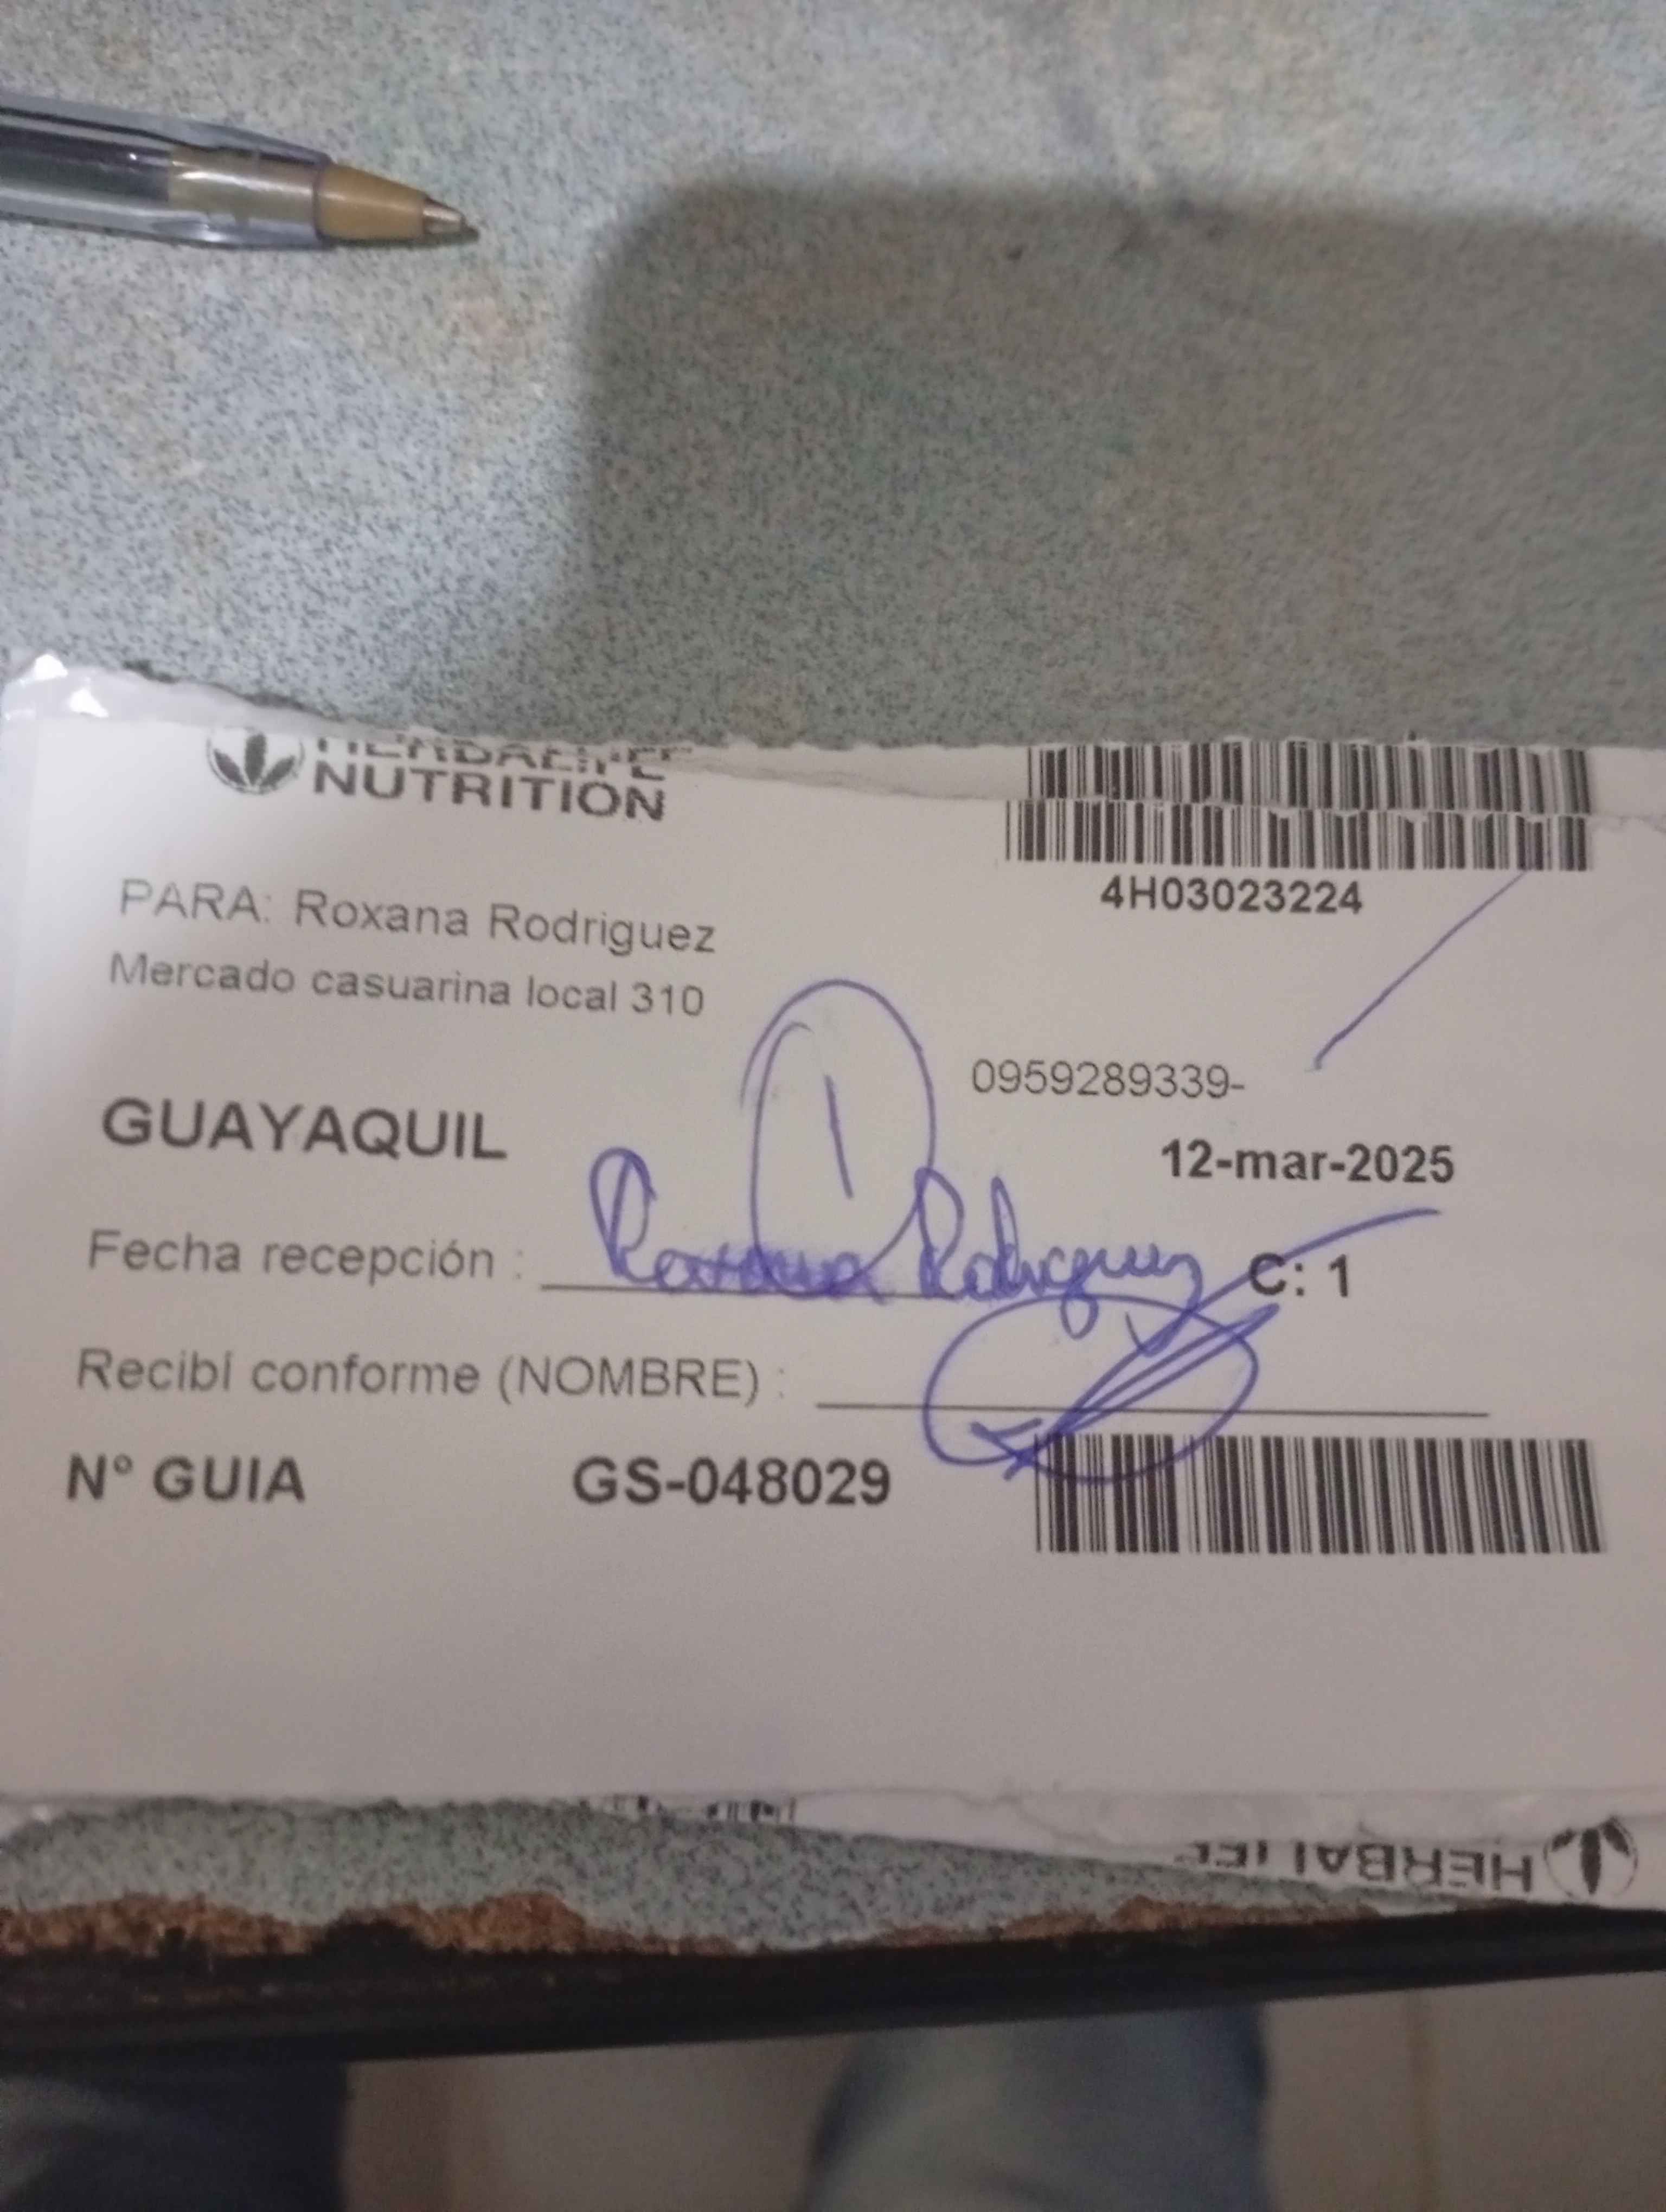 HERBALIFE
NUTRITION
4H03023224
PARA: Roxana Rodriguez
Mercado casuarina local 310
0959289339-
GUAYAQUIL
12-mar-2025
Fecha recepción : Roxana Rodriguez
C: 1
Recibí conforme (NOMBRE) :
N° GUIA GS-048029
HERBALIFE